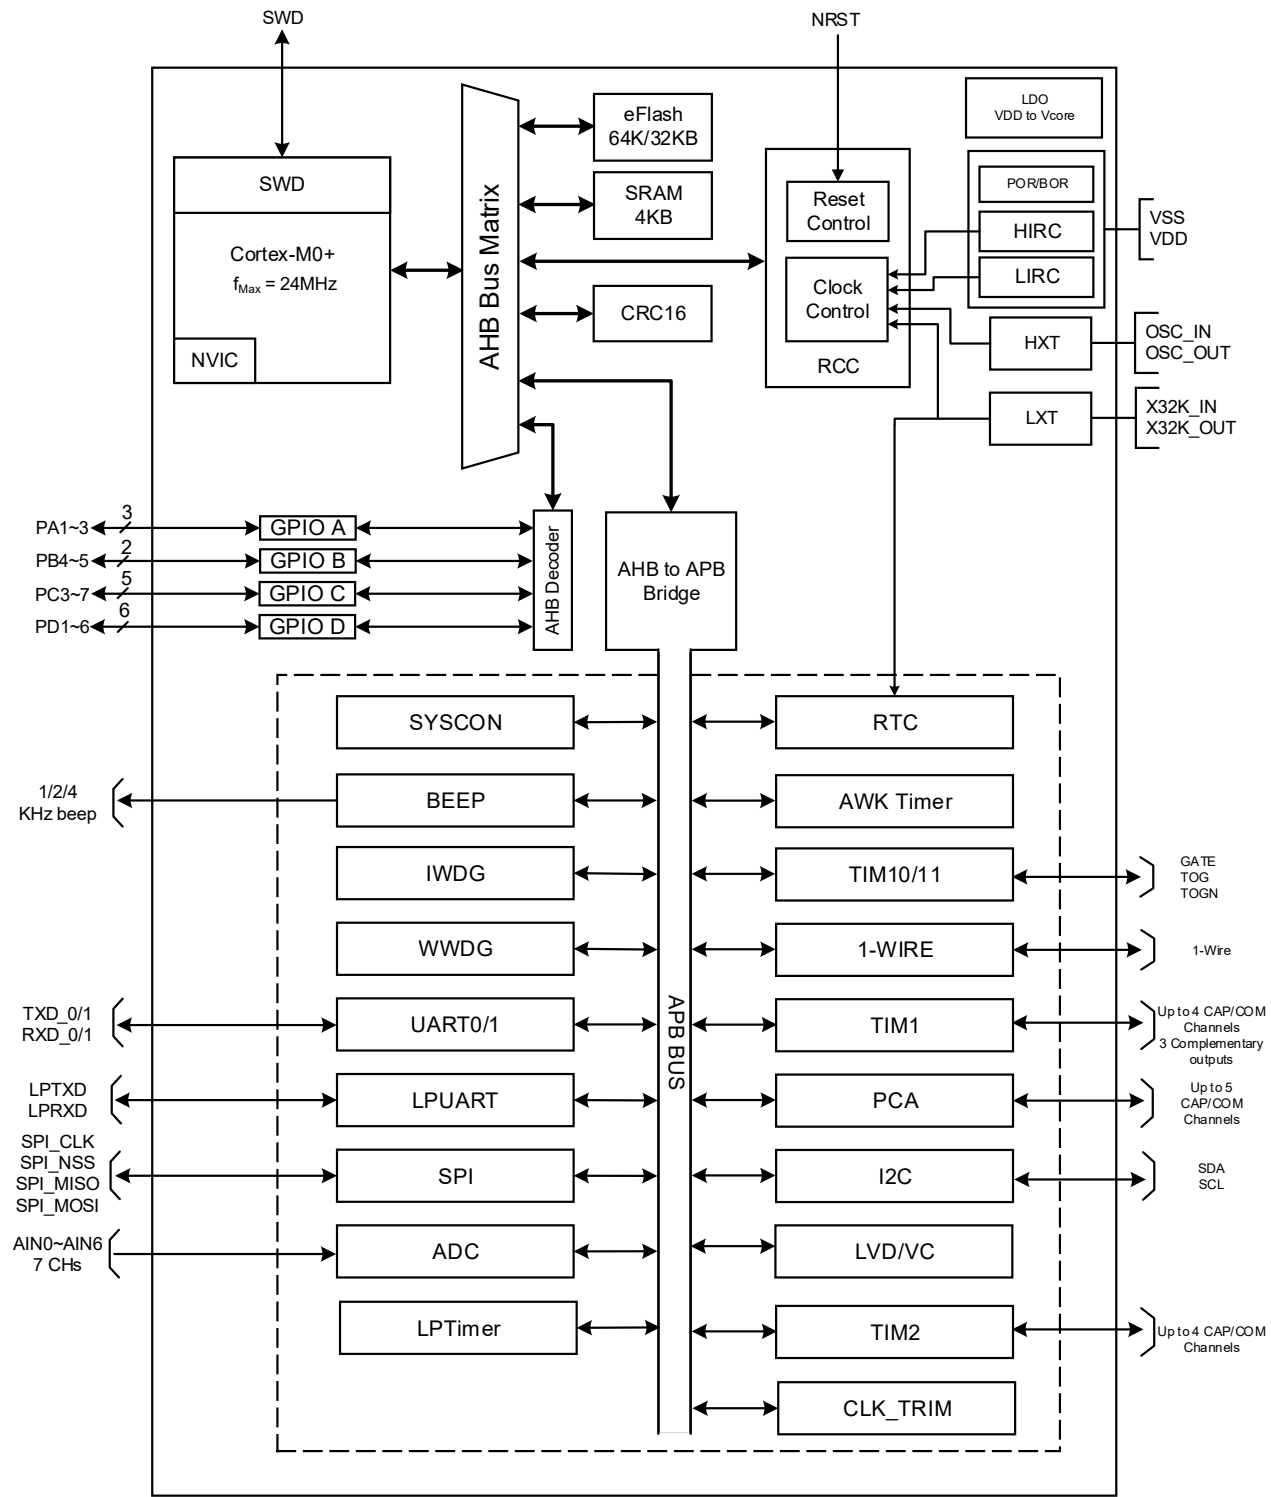 SWD
NRST
LDO
VDD to Vcore
eFlash
64K/32KB
SWD
POR/BOR
SRAM
4KB
Reset
Control
VSS
VDD
HIRC
Cortex-M0+
fMax = 24MHz
AHB Bus Matrix
LIRC
Clock
Control
CRC16
OSC_IN
OSC_OUT
HXT
NVIC
RCC
X32K_IN
X32K_OUT
LXT
PA1~3
3
GPIO A
PB4~5
2
GPIO B
PC3~7
5
GPIO C
PD1~6
6
GPIO D
AHB Decoder
AHB to APB
Bridge
SYSCON
RTC
1/2/4
KHz beep
BEEP
AWK Timer
IWDG
TIM10/11
GATE
TOG
TOGN
WWDG
1-WIRE
1-Wire
APB BUS
TXD_0/1
RXD_0/1
UART0/1
TIM1
Up to 4 CAP/COM
Channels
3 Complementary
outputs
LPTXD
LPRXD
LPUART
PCA
Up to 5
CAP/COM
Channels
SPI_CLK
SPI_NSS
SPI_MISO
SPI_MOSI
SPI
I2C
SDA
SCL
AIN0~AIN6
7 CHs
ADC
LVD/VC
LPTimer
TIM2
Up to 4 CAP/COM
Channels
CLK_TRIM